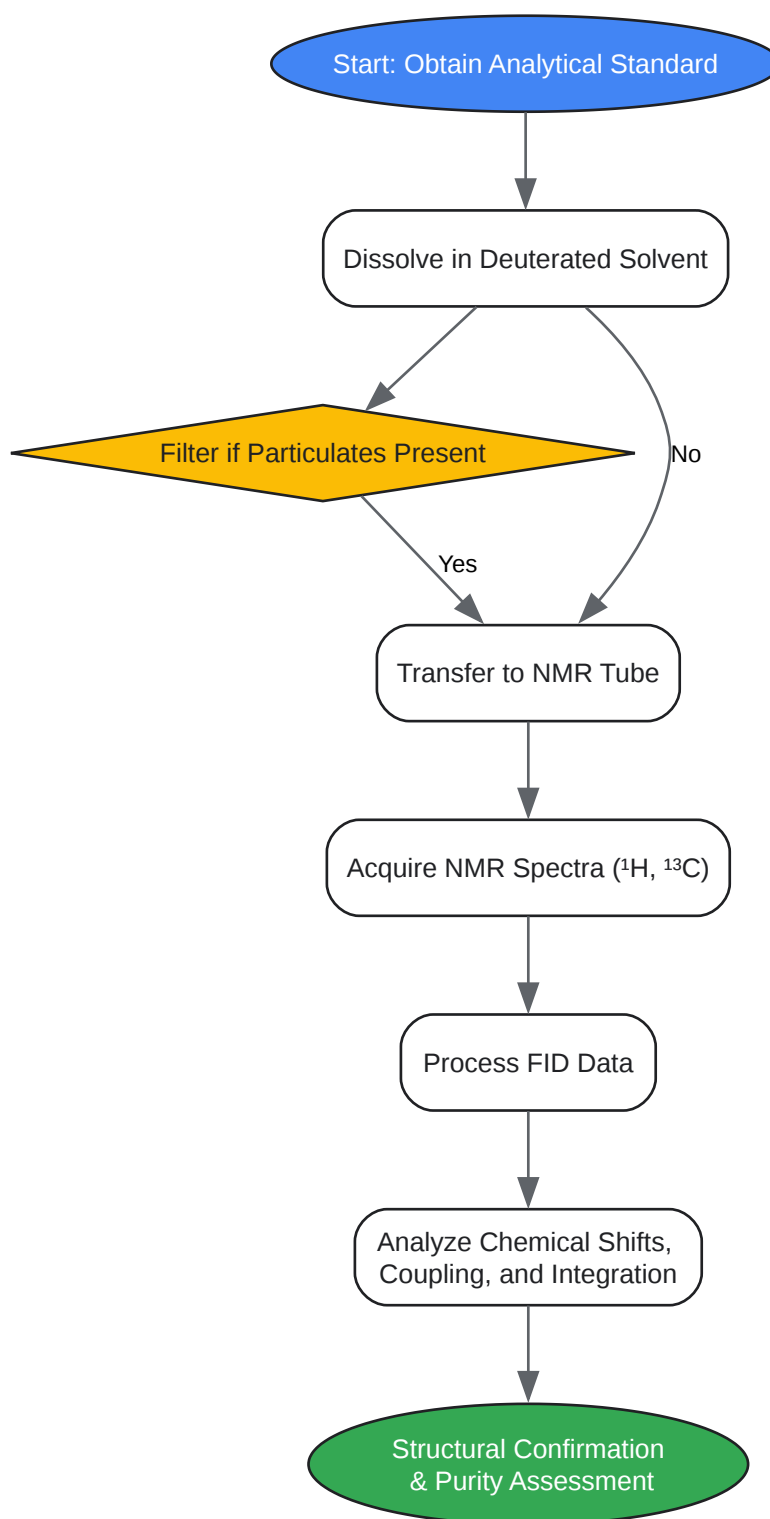 Start: Obtain Analytical Standard
Dissolve in Deuterated Solvent
Filter if Particulates Present
No
Yes
Transfer to NMR Tube
Acquire NMR Spectra (¹H, ¹³C)
Process FID Data
Analyze Chemical Shifts,
Coupling, and Integration
Structural Confirmation
& Purity Assessment